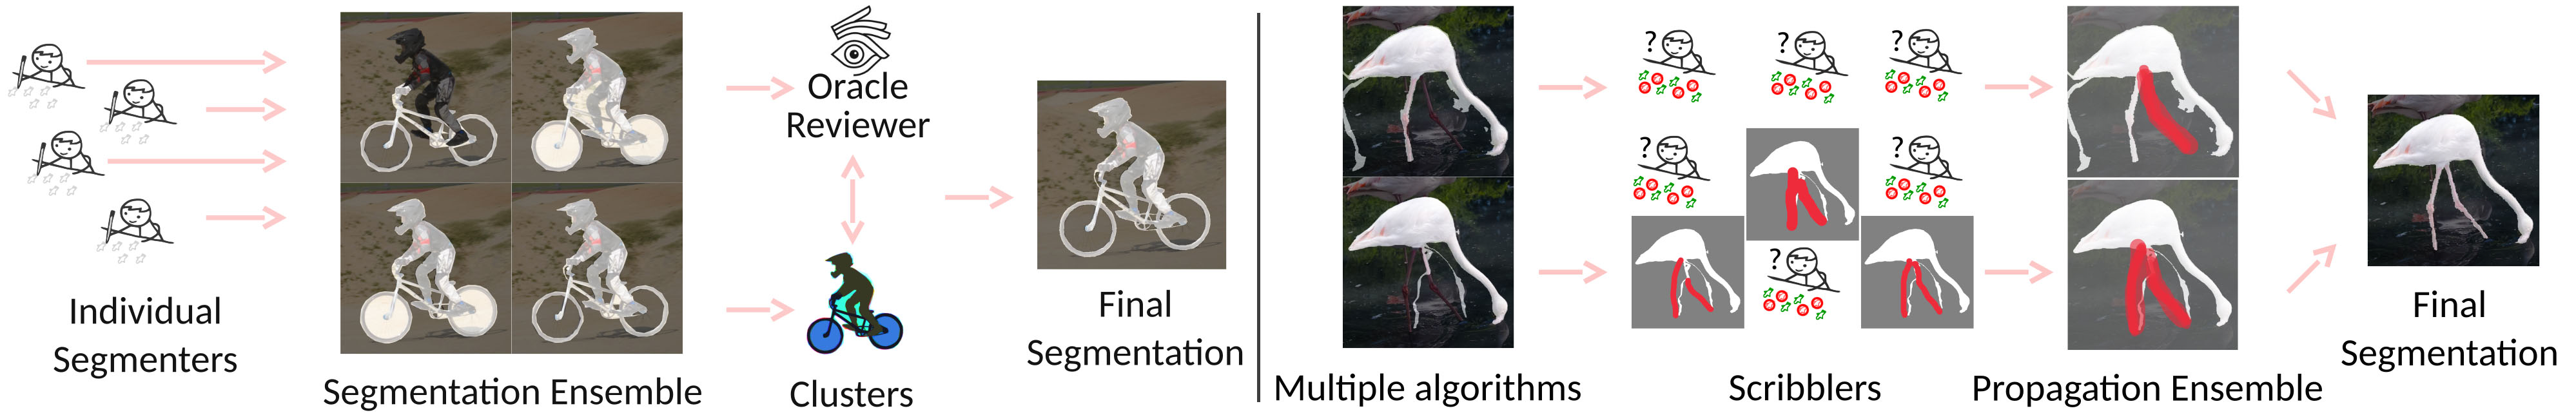 Individual
Segmenters
Segmentation Ensemble
Oracle
Reviewer
Clusters
Final
Segmentation
Multiple algorithms
? ? ?
? ?
?
Scribblers
Propagation Ensemble
Final
Segmentation